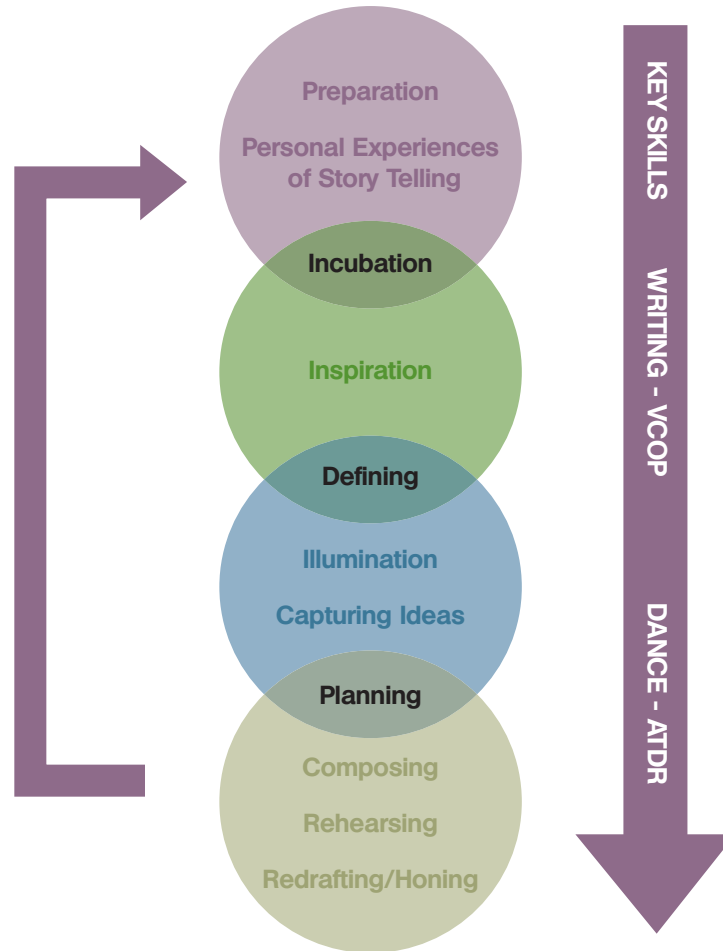 Preparation
Personal Experiences
of Story Telling
Incubation
Inspiration
Defining
Illumination
Capturing Ideas
Planning
Composing
Rehearsing
Redrafting/Honing
KEY SKILLS WRITING - VCOP DANCE - ATDR